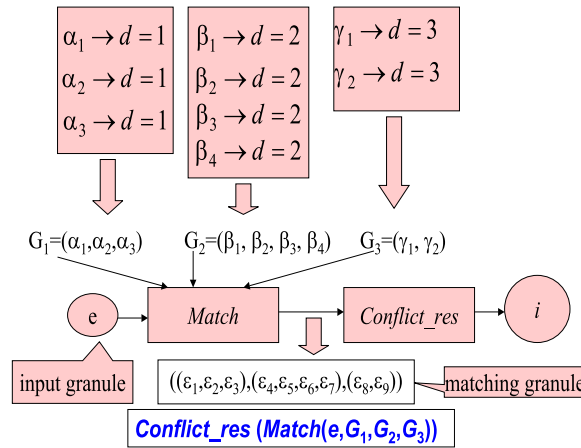 α₁ → d = 1
α₂ → d = 1
α₃ → d = 1
β₁ → d = 2
β₂ → d = 2
β₃ → d = 2
β₄ → d = 2
γ₁ → d = 3
γ₂ → d = 3
G₁=(α₁,α₂,α₃)
G₂=(β₁, β₂, β₃, β₄)
G₃=(γ₁, γ₂)
e
Match
Conflict_res
i
input granule
((ε₁,ε₂,ε₃),(ε₄,ε₅,ε₆,ε₇),(ε₈,ε₉))
matching granule
Conflict_res (Match(e,G₁,G₂,G₃))